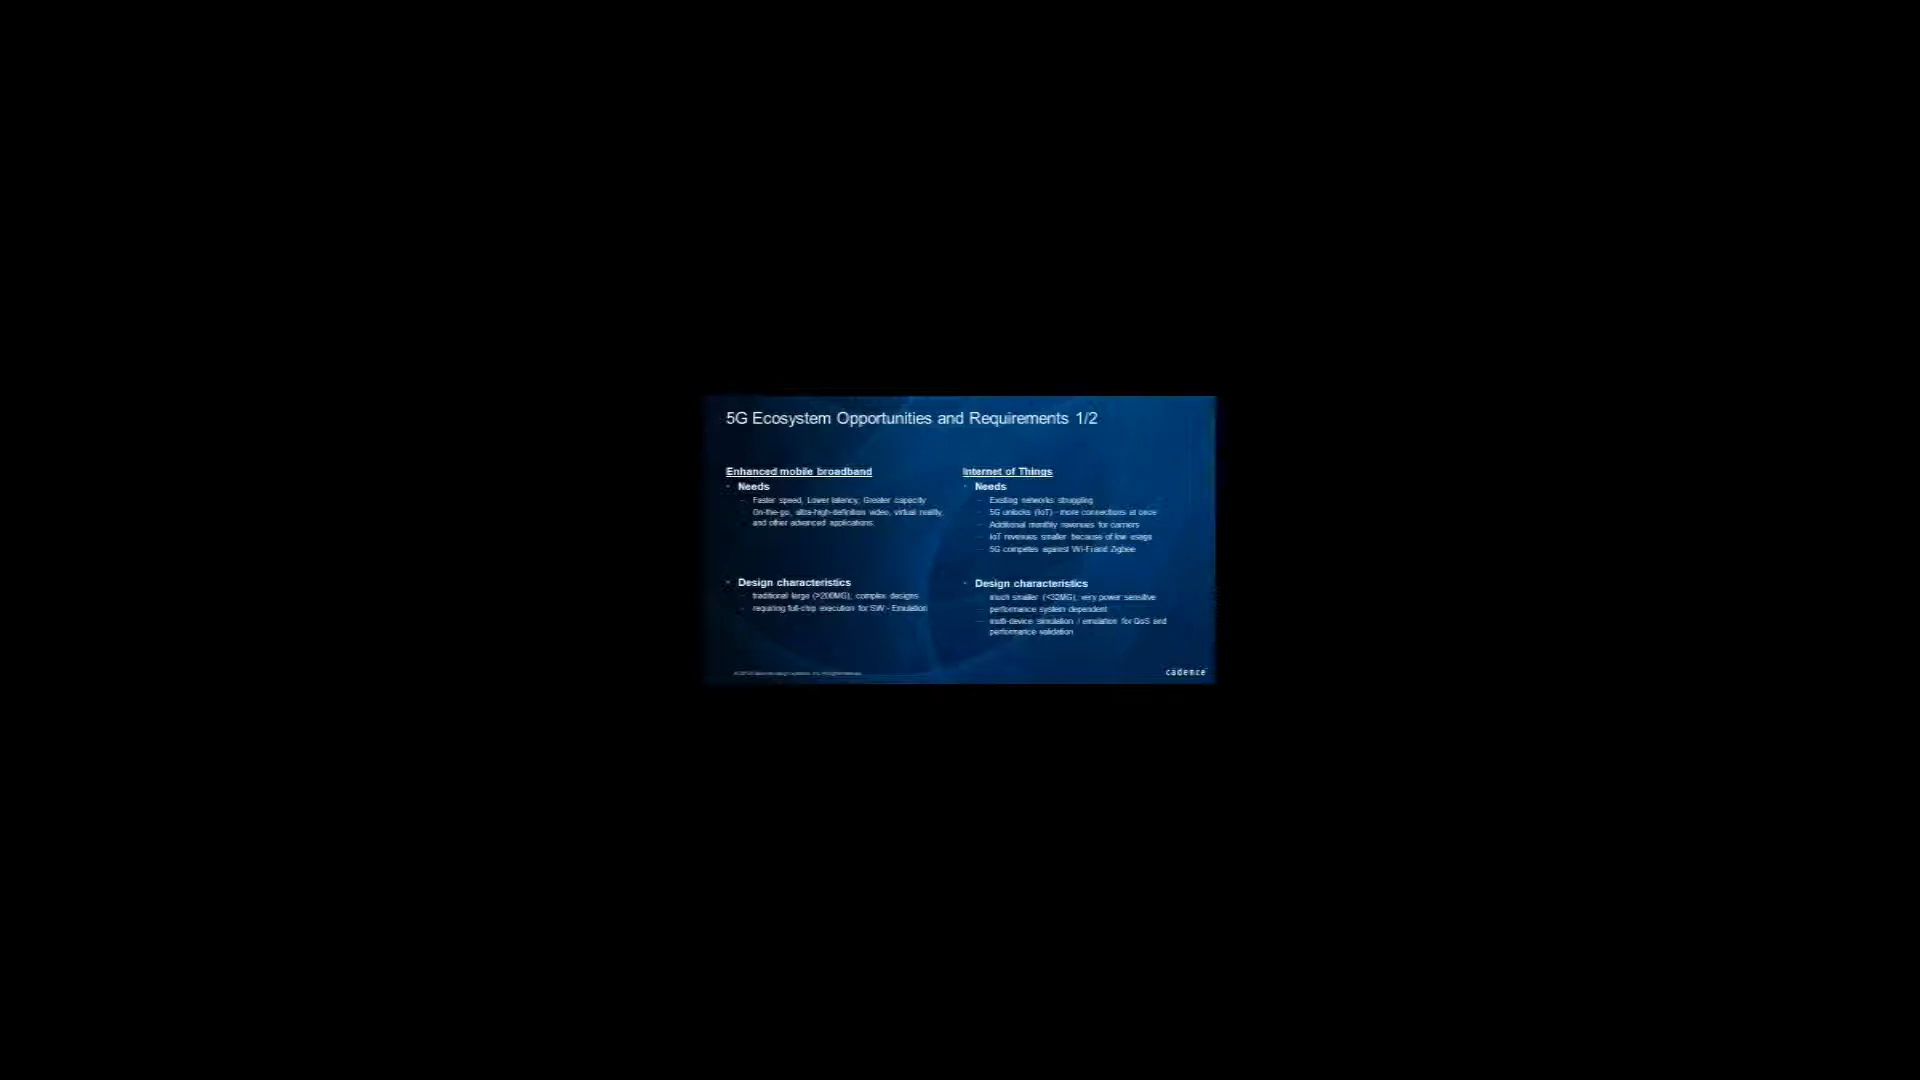 5G Ecosystem Opportunities and Requirements 1/2
Enhanced mobile broadband
Needs
Faster speed, Lower latency, Greater capacity
On-the-go, ultra-high-definition video, virtual reality,
and other advanced applications.
Design characteristics
traditional large (>200MG), complex designs
requiring full-chip execution for SW - Emulation
Internet of Things
Needs
Existing networks struggling
5G unlocks (IoT) - more connections at once
Additional monthly revenues for carriers
IoT revenues smaller because of low usage
5G competes against Wi-Fi and Zigbee
Design characteristics
much smaller (<32MG), very power sensitive
performance system dependent
multi-device simulation / emulation for QoS and
performance validation
cadence